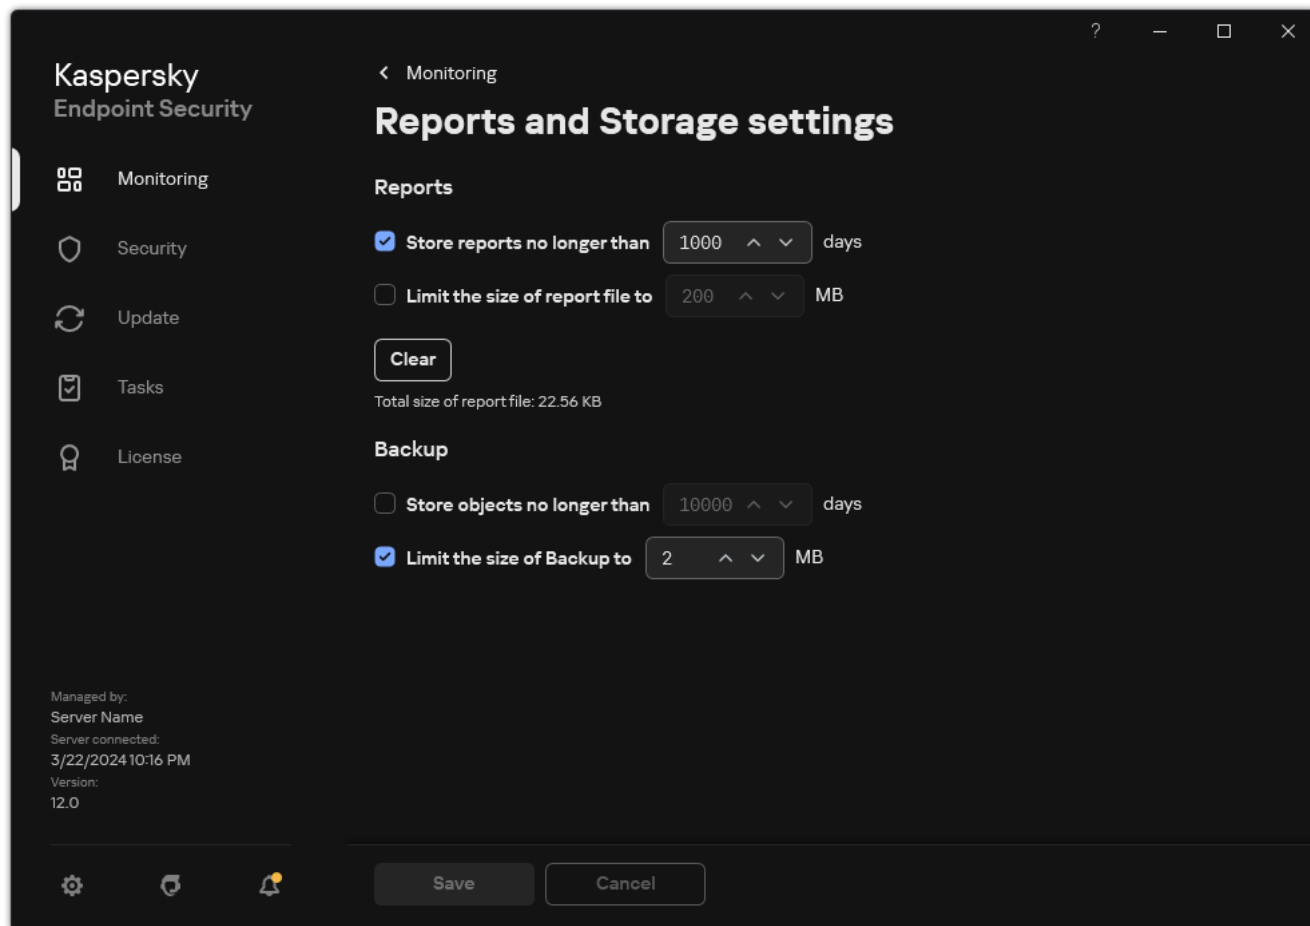 ?
Kaspersky
Endpoint Security
Monitoring
Security
Update
Tasks
License
Managed by:
Server Name
Server connected:
3/22/2024 10:16 PM
Version:
12.0
Monitoring
Reports and Storage settings
Reports
Store reports no longer than 1000 days
Limit the size of report file to 200 MB
Clear
Total size of report file: 22.56 KB
Backup
Store objects no longer than 10000 days
Limit the size of Backup to 2 MB
Save Cancel